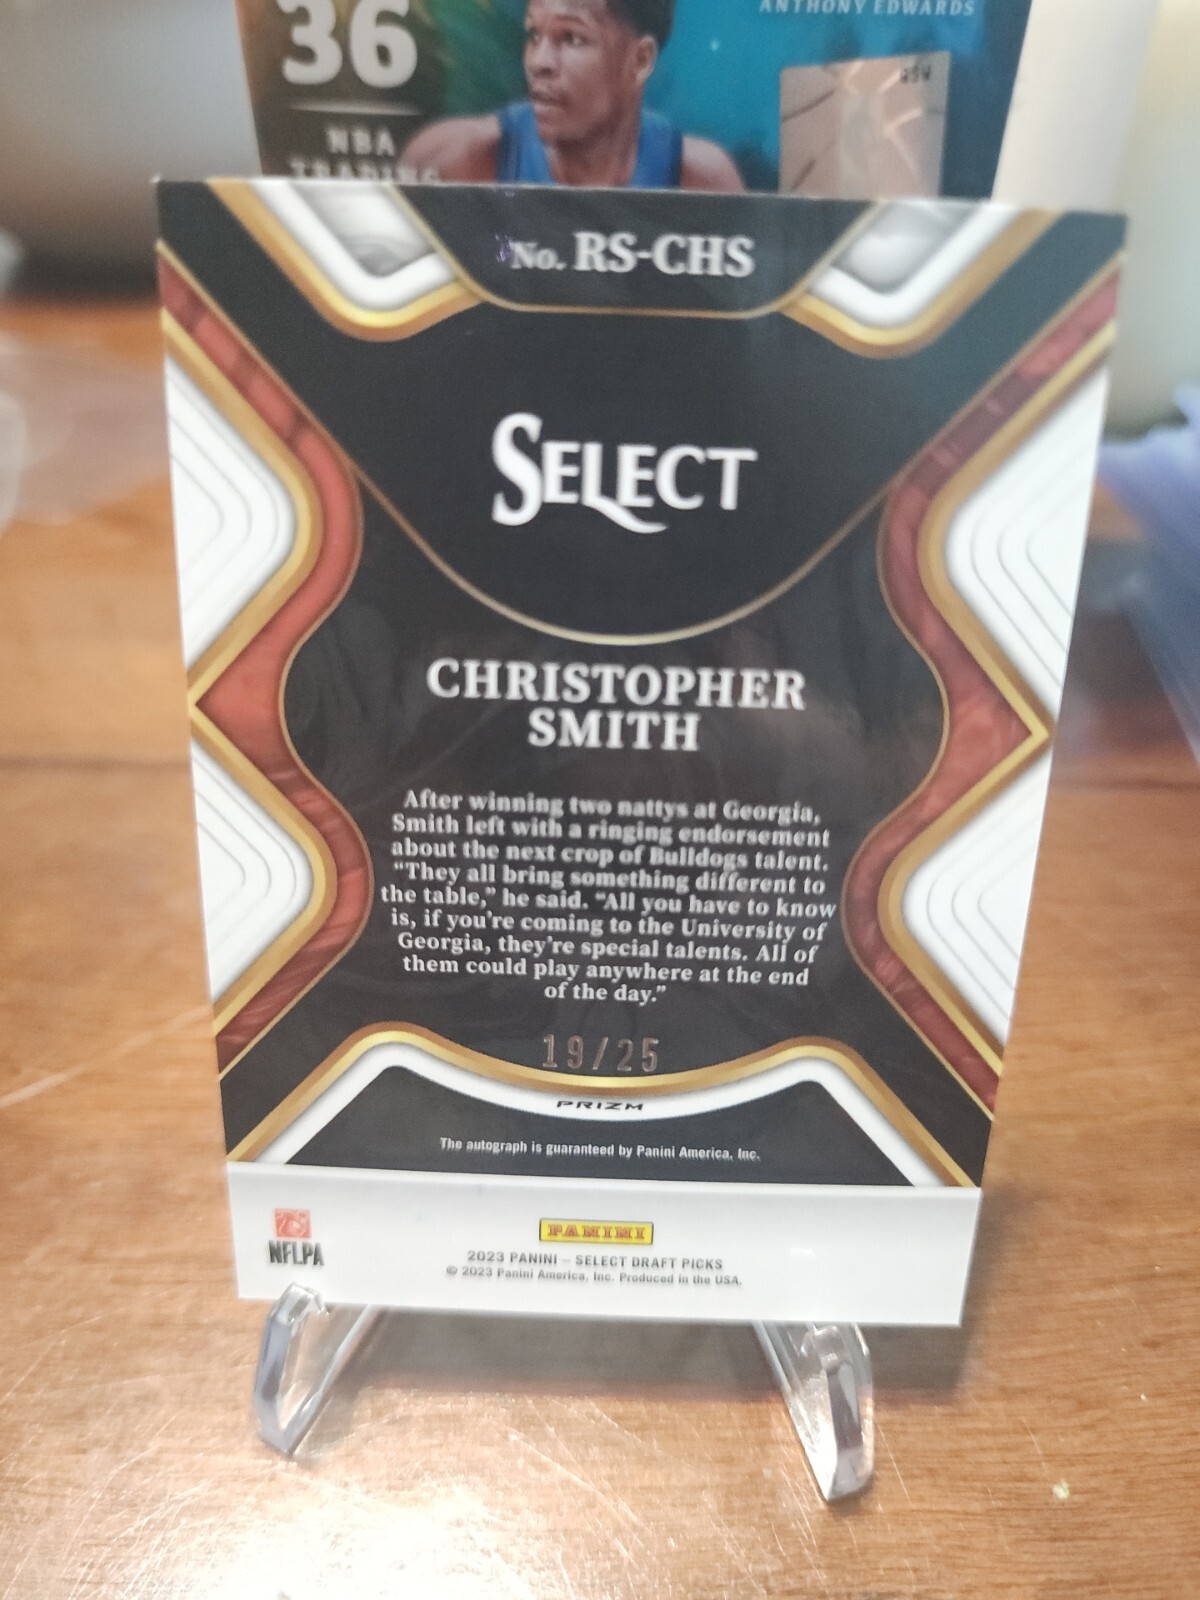 36
ANTHONY EDWARDS
NBA
TRADING
No. RS-CHS
SELECT
CHRISTOPHER
SMITH
After winning two nattys at Georgia,
Smith left with a ringing endorsement
about the next crop of Bulldogs talent.
“They all bring something different to
the table,” he said. “All you have to know
is, if you’re coming to the University of
Georgia, they’re special talents. All of
them could play anywhere at the end
of the day.”
19/25
PRIZM
The autograph is guaranteed by Panini America, Inc.
NFLPA
PANINI
2023 PANINI – SELECT DRAFT PICKS
© 2023 Panini America, Inc. Produced in the USA.